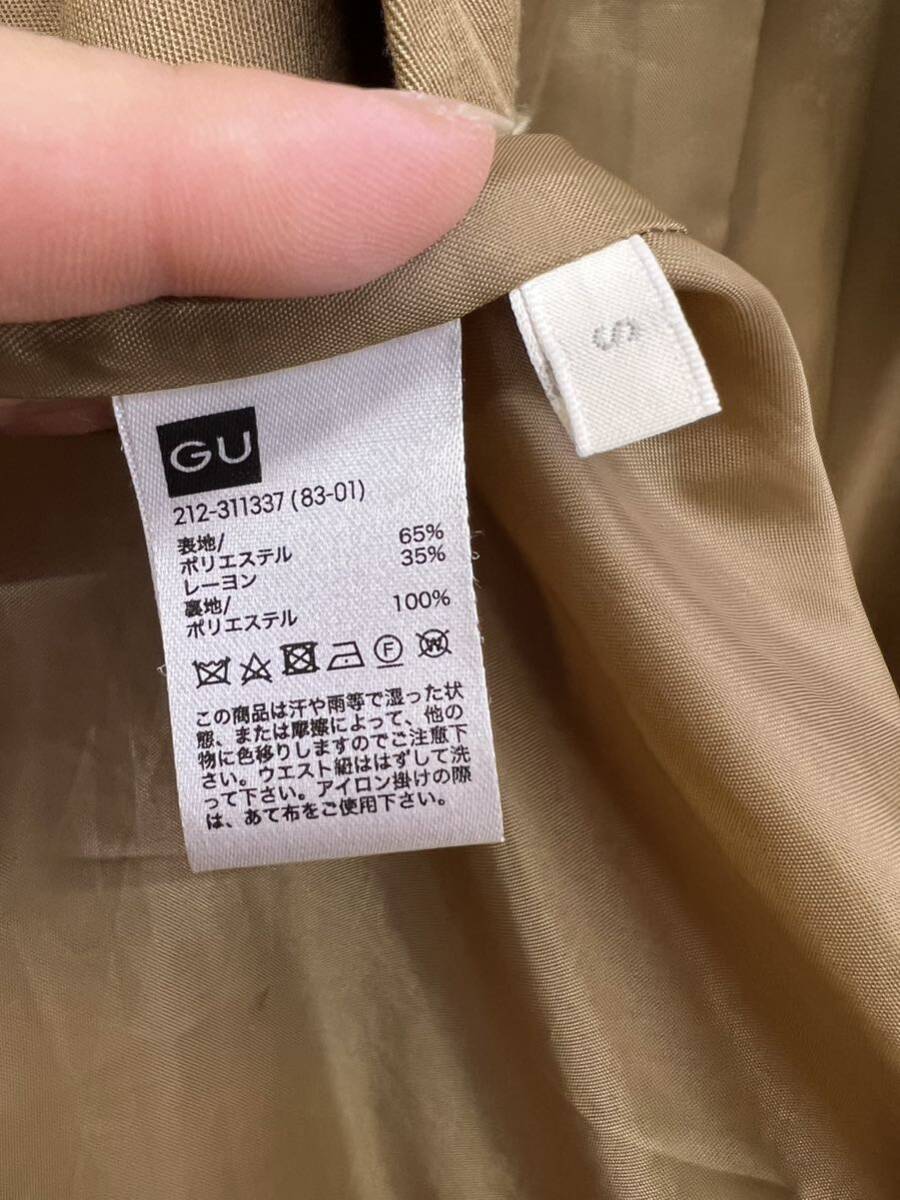 GU
212-311337 (83-01)
表地/
ポリエステル 65%
レーヨン 35%
裏地/
ポリエステル 100%
F W
この商品は汗や雨等で湿った状
態、または摩擦によって、他の
物に色移りしますのでご注意下
さい。ウエスト紐ははずして洗
って下さい。アイロン掛けの際
は、あて布をご使用下さい。
S